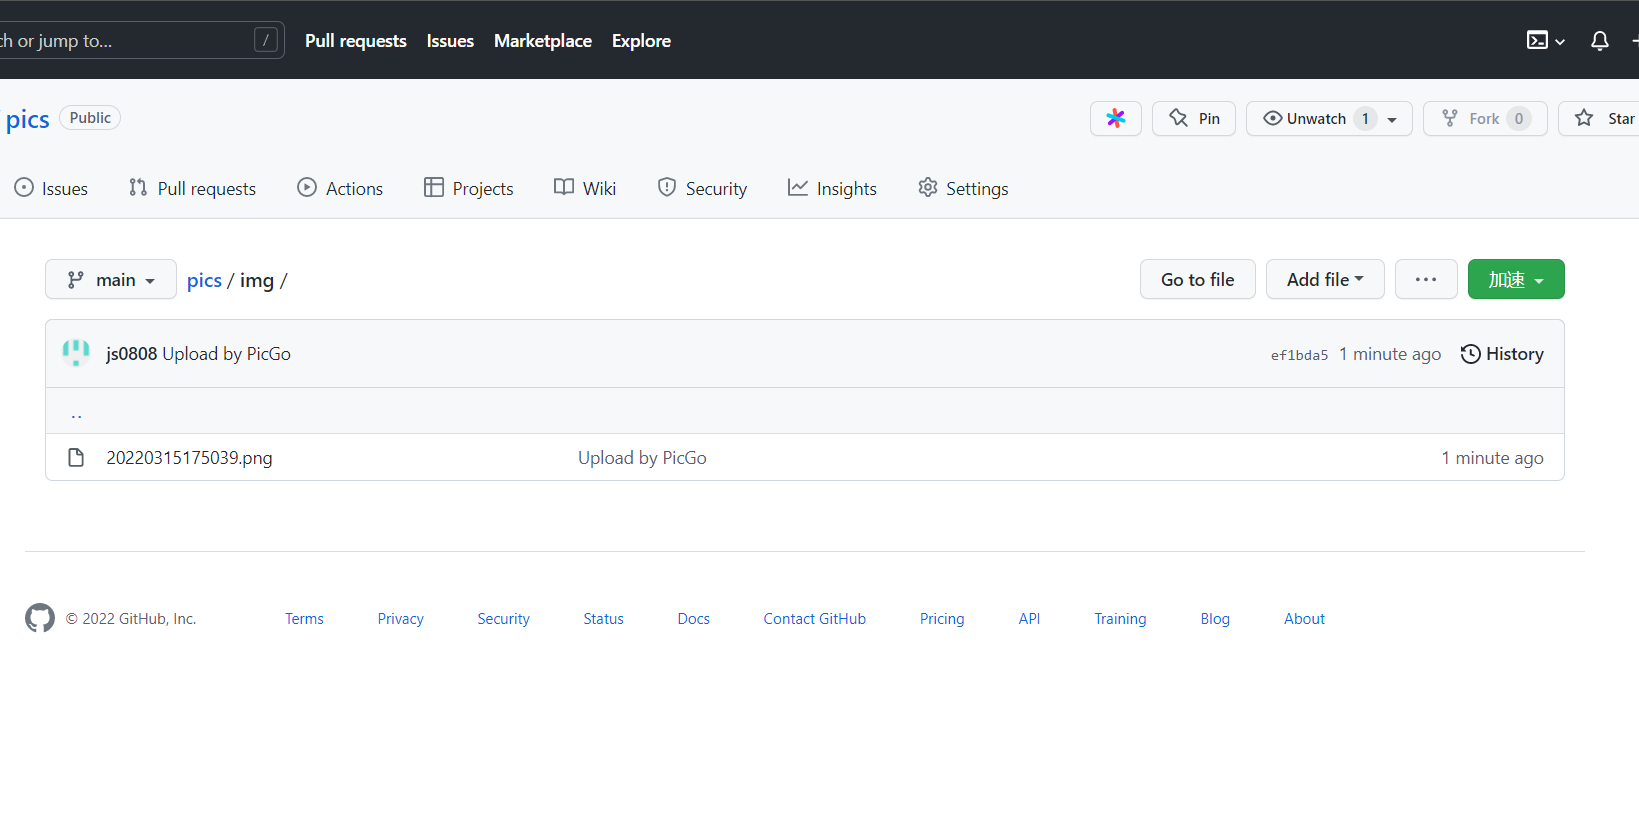 ch or jump to... / Pull requests Issues Marketplace Explore
pics Public Pin Unwatch 1 Fork 0 Star
Issues Pull requests Actions Projects Wiki Security Insights Settings
main pics / img / Go to file Add file ... 加速
js0808 Upload by PicGo ef1bda5 1 minute ago History
..
20220315175039.png Upload by PicGo 1 minute ago
© 2022 GitHub, Inc. Terms Privacy Security Status Docs Contact GitHub Pricing API Training Blog About